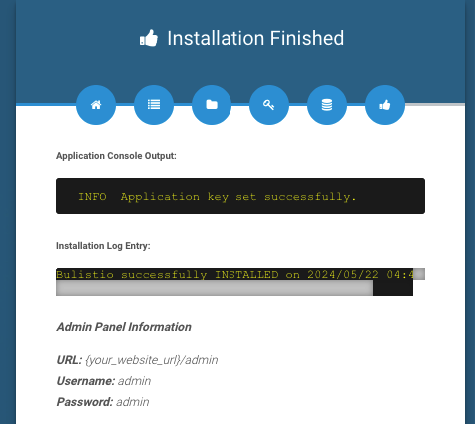 Installation Finished
Application Console Output:
INFO Application key set successfully.
Installation Log Entry:
Bulistio successfully INSTALLED on 2024/05/22 04:4
Admin Panel Information
URL: {your_website_url}/admin
Username: admin
Password: admin